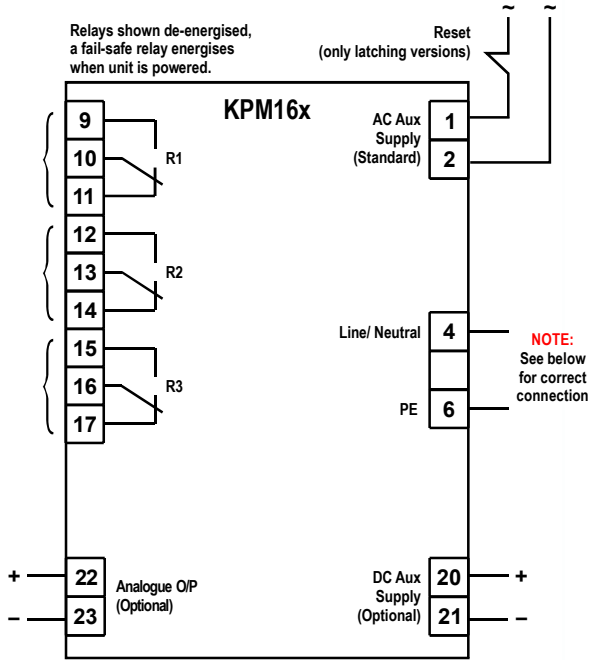 Relays shown de-energised,
a fail-safe relay energises
when unit is powered.
Reset
(only latching versions)
~ ~
KPM16x
9
10
11
R1
12
13
14
R2
15
16
17
R3
AC Aux
Supply
(Standard)
1
2
Line/ Neutral
4
PE
6
NOTE:
See below
for correct
connection
+
22
–
23
Analogue O/P
(Optional)
DC Aux
Supply
(Optional)
20
+
21
–